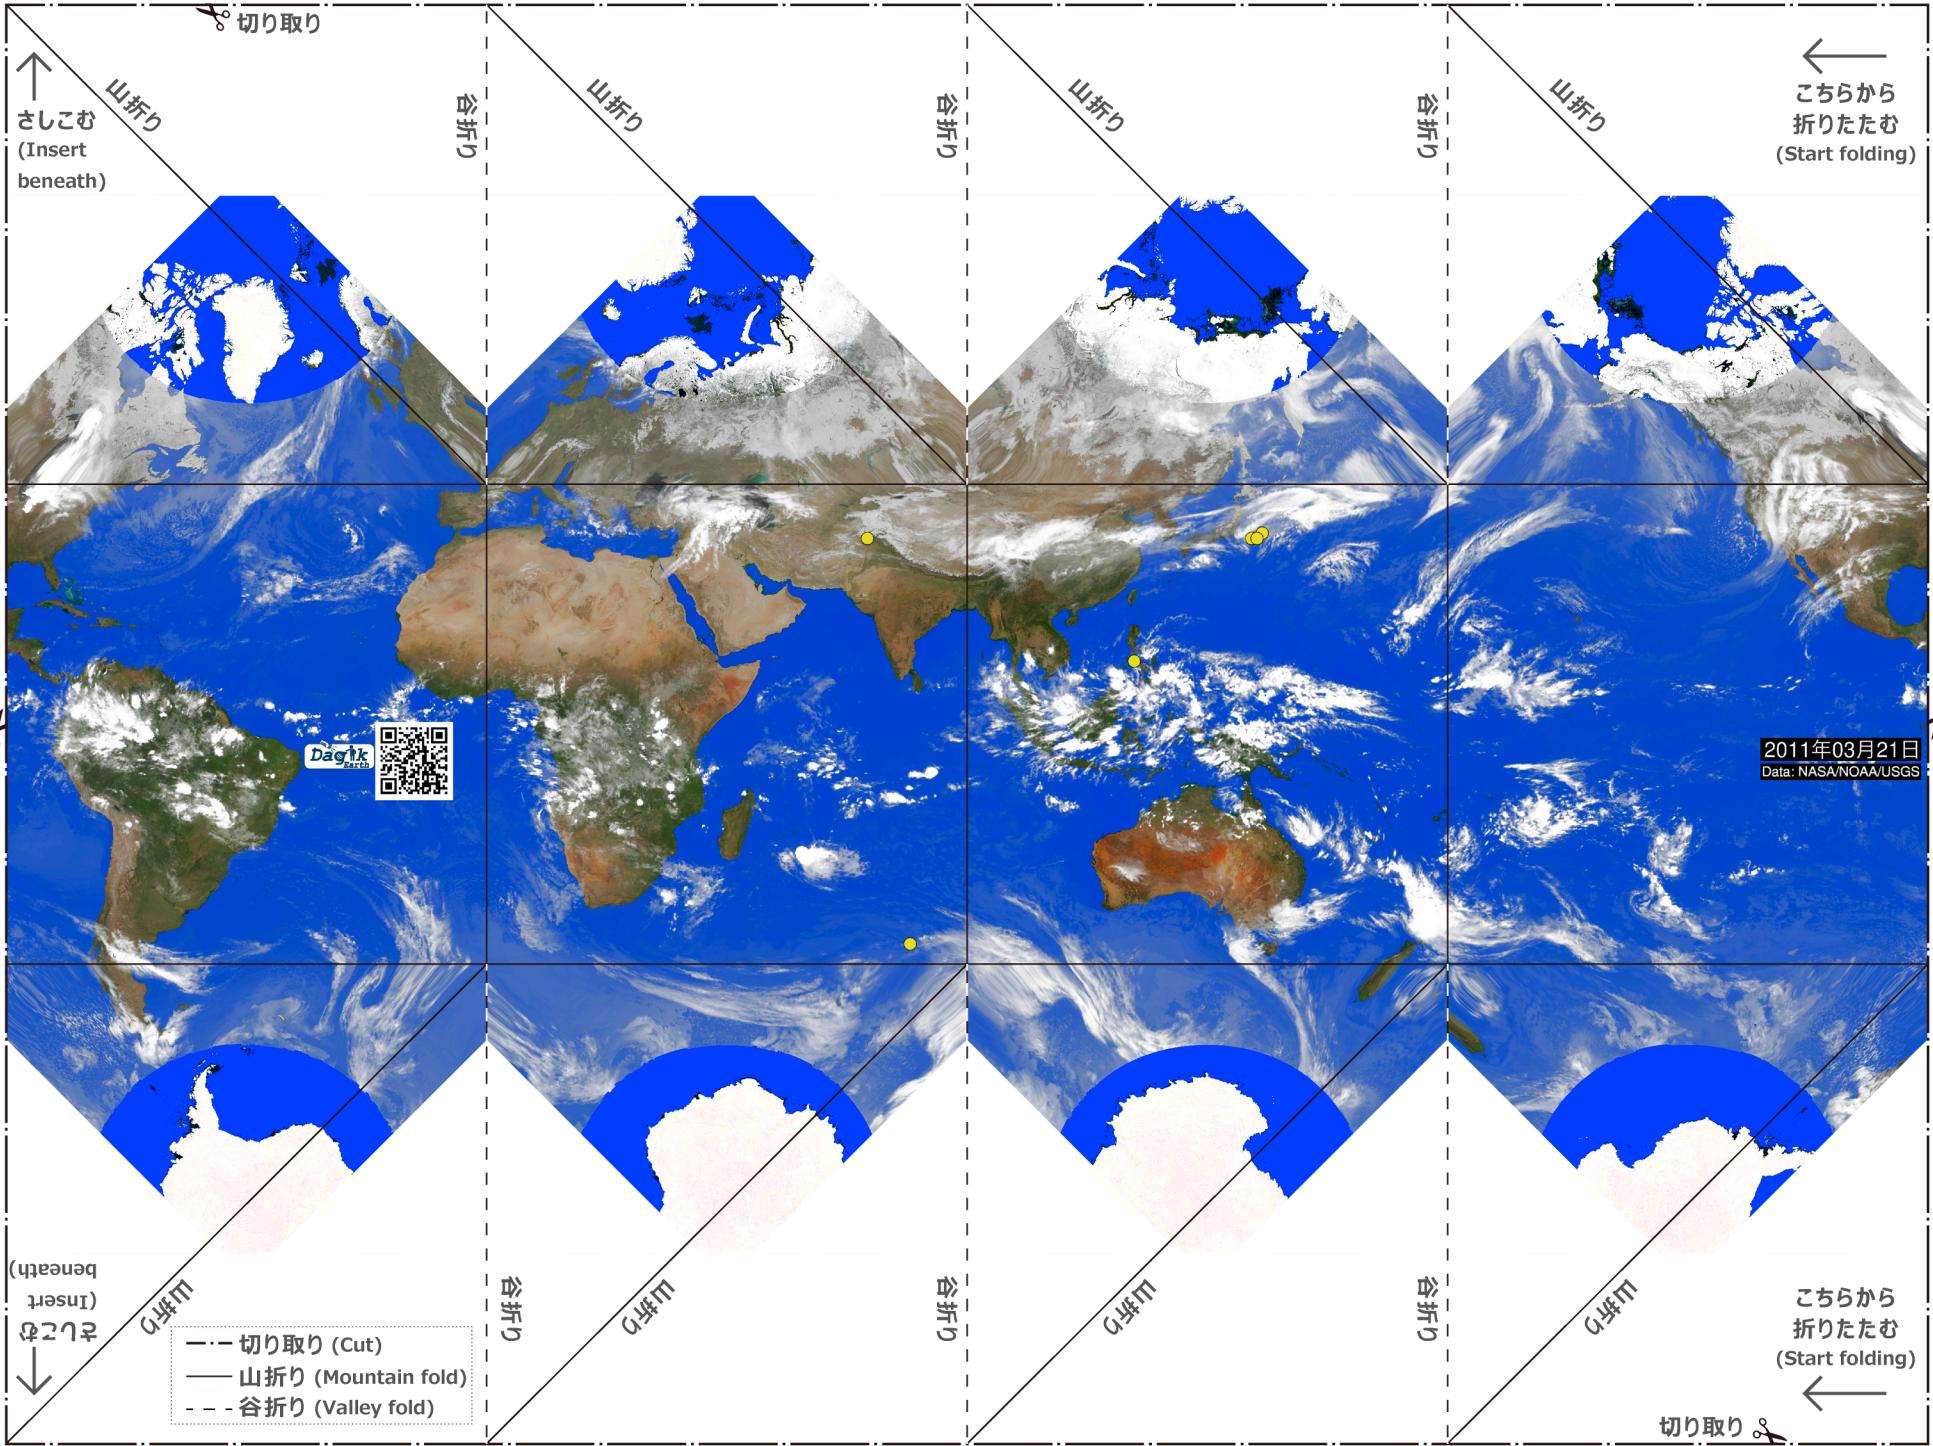 切り取り
山折り
谷折り
山折り
谷折り
山折り
谷折り
山折り
さしこむ
(Insert
beneath)
こちらから
折りたたむ
(Start folding)
Dagik
Earth
2011年03月21日
Data: NASA/NOAA/USGS
さしこむ
(Insert
beneath)
山折り
谷折り
山折り
谷折り
山折り
谷折り
山折り
こちらから
折りたたむ
(Start folding)
切り取り (Cut)
山折り (Mountain fold)
谷折り (Valley fold)
切り取り